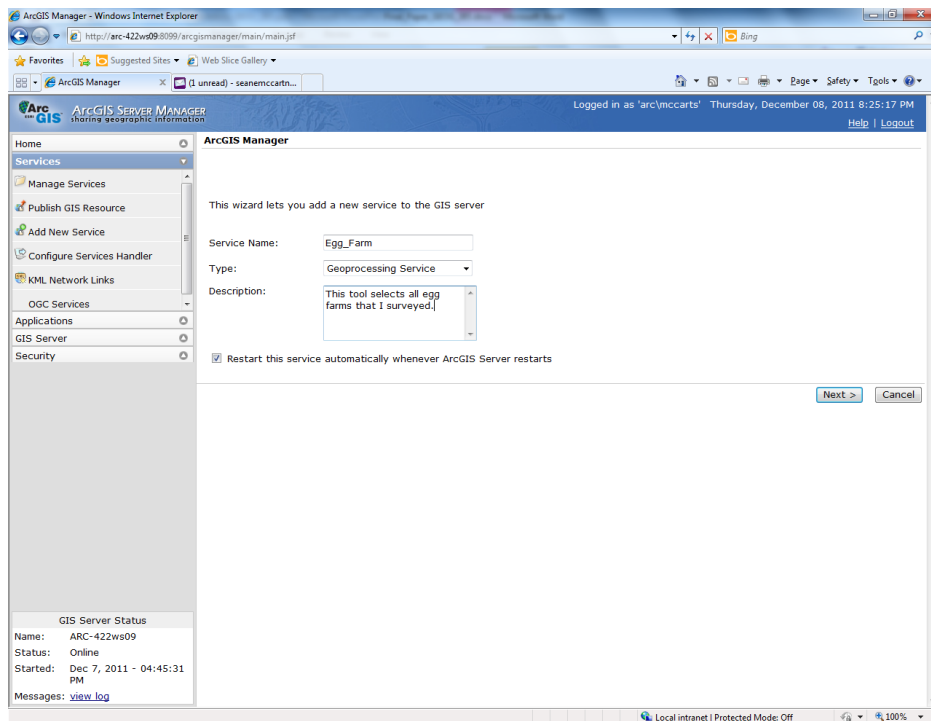 ArcGIS Manager - Windows Internet Explorer
http://arc-422ws09:8099/arcgismanager/main/main.jsf
Bing
Favorites Suggested Sites Web Slice Gallery
ArcGIS Manager (1 unread) - seanemccartn... Page Safety Tools
ArcGIS ArcGIS Server Manager
sharing geographic information
Logged in as 'arc\mccarts' Thursday, December 08, 2011 8:25:17 PM
Help | Logout
Home
Services
Manage Services
Publish GIS Resource
Add New Service
Configure Services Handler
KML Network Links
OGC Services
Applications
GIS Server
Security
ArcGIS Manager
This wizard lets you add a new service to the GIS server
Service Name: Egg_Farm
Type: Geoprocessing Service
Description: This tool selects all egg
farms that I surveyed.
Restart this service automatically whenever ArcGIS Server restarts
Next > Cancel
GIS Server Status
Name: ARC-422ws09
Status: Online
Started: Dec 7, 2011 - 04:45:31
PM
Messages: view log
Local intranet | Protected Mode: Off 100%